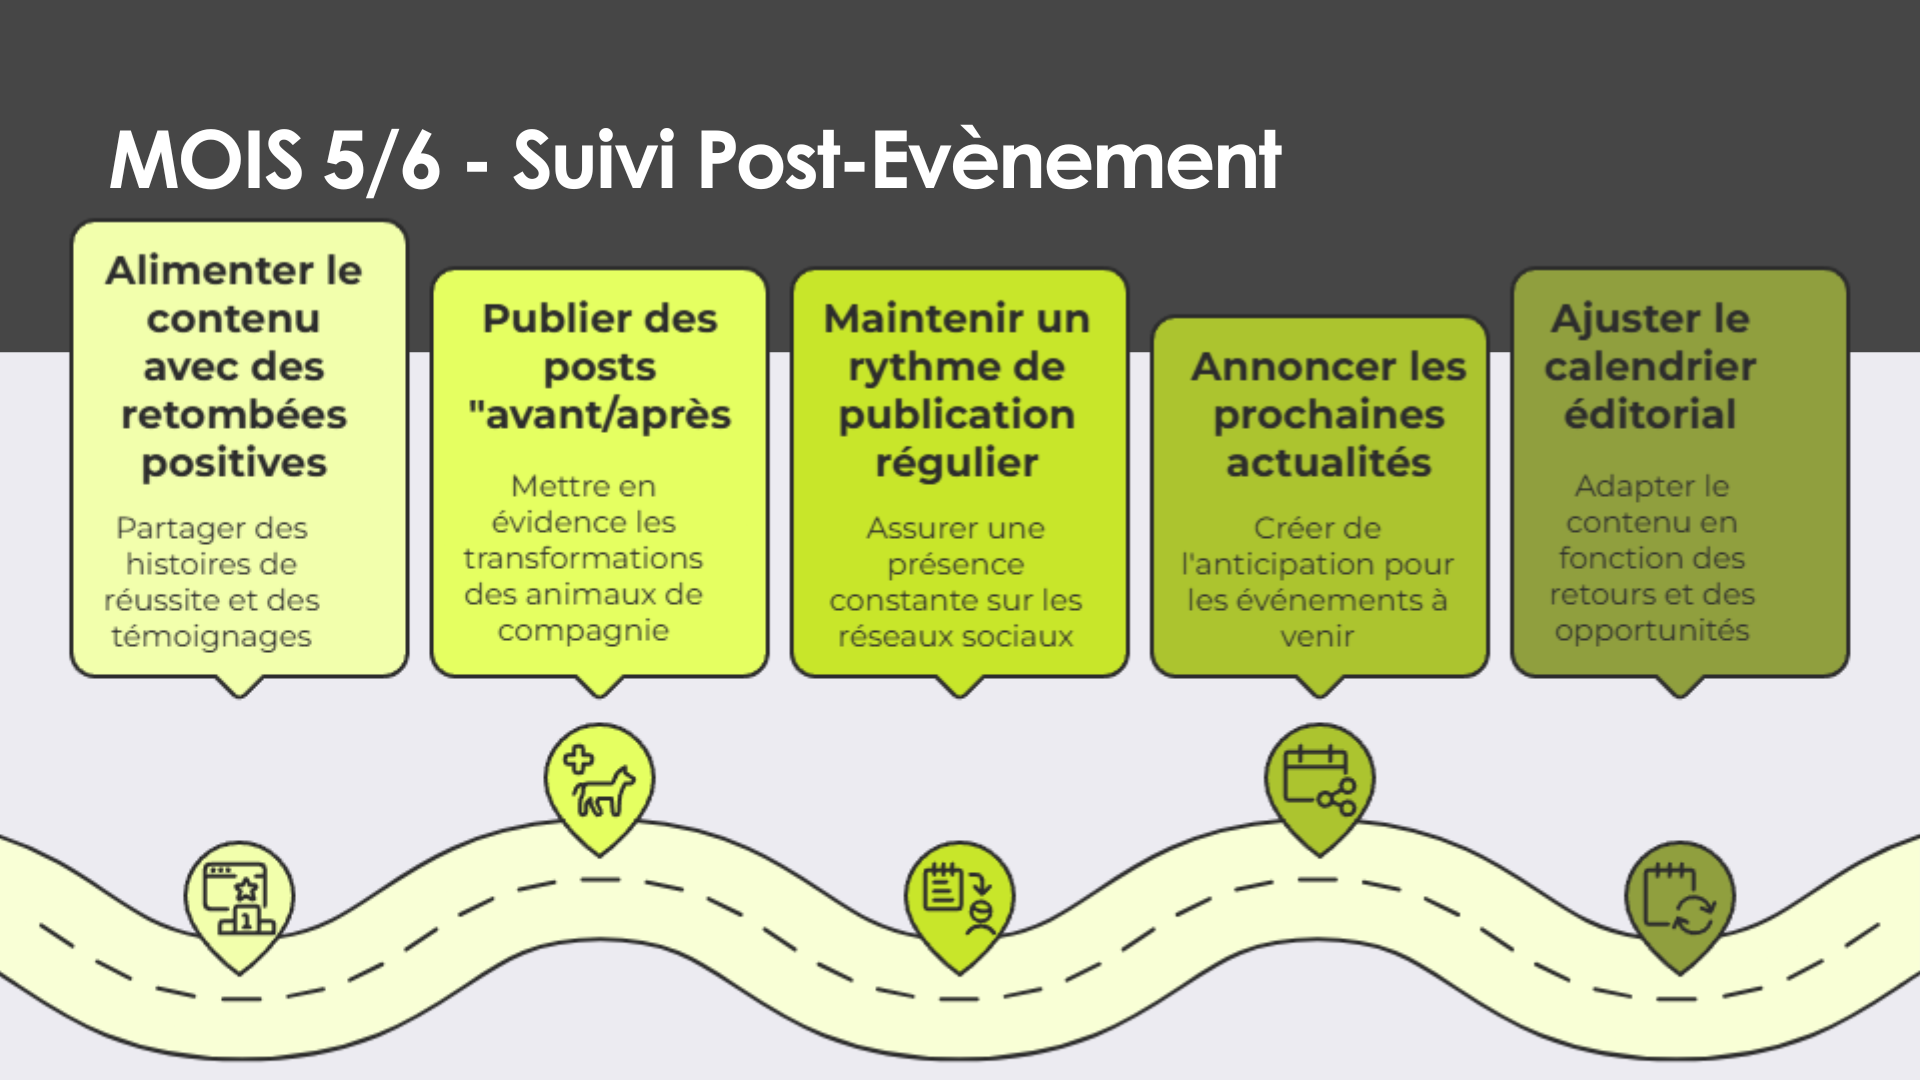 MOIS 5/6 - Suivi Post-Evènement
Alimenter le
contenu
avec des
retombées
positives
Partager des
histoires de
réussite et des
témoignages
Publier des
posts
"avant/après
Mettre en
évidence les
transformations
des animaux de
compagnie
Maintenir un
rythme de
publication
régulier
Assurer une
présence
constante sur les
réseaux sociaux
Annoncer les
prochaines
actualités
Créer de
l'anticipation pour
les événements à
venir
Ajuster le
calendrier
éditorial
Adapter le
contenu en
fonction des
retours et des
opportunités
1